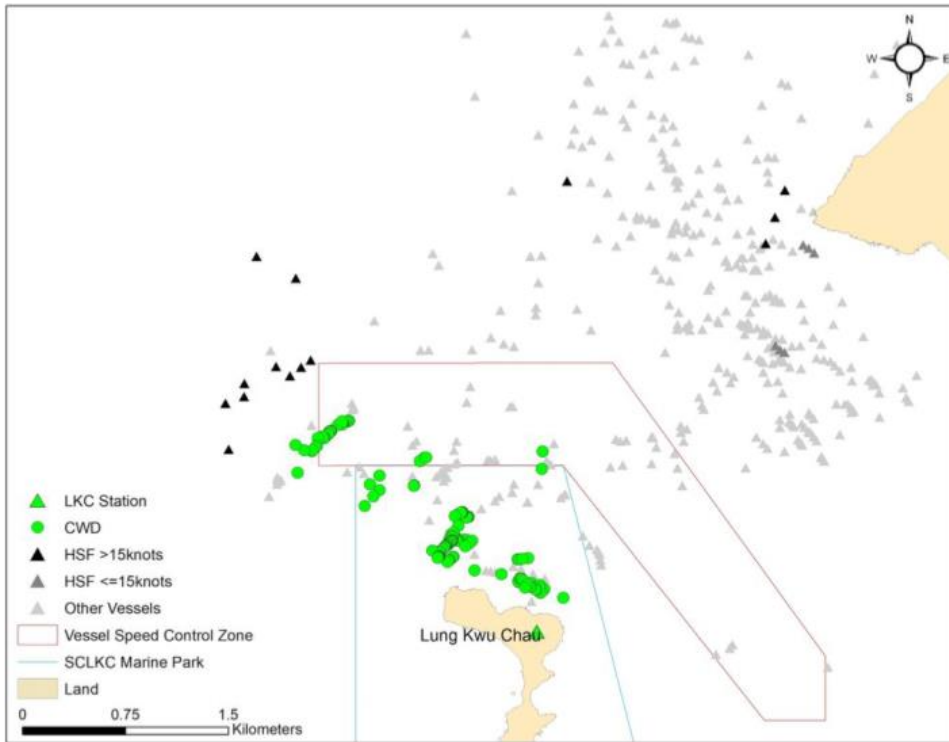 N
W
E
S
LKC Station
CWD
HSF >15knots
HSF <=15knots
Other Vessels
Vessel Speed Control Zone
SCLKC Marine Park
Land
Lung Kwu Chau
0 0.75 1.5
Kilometers